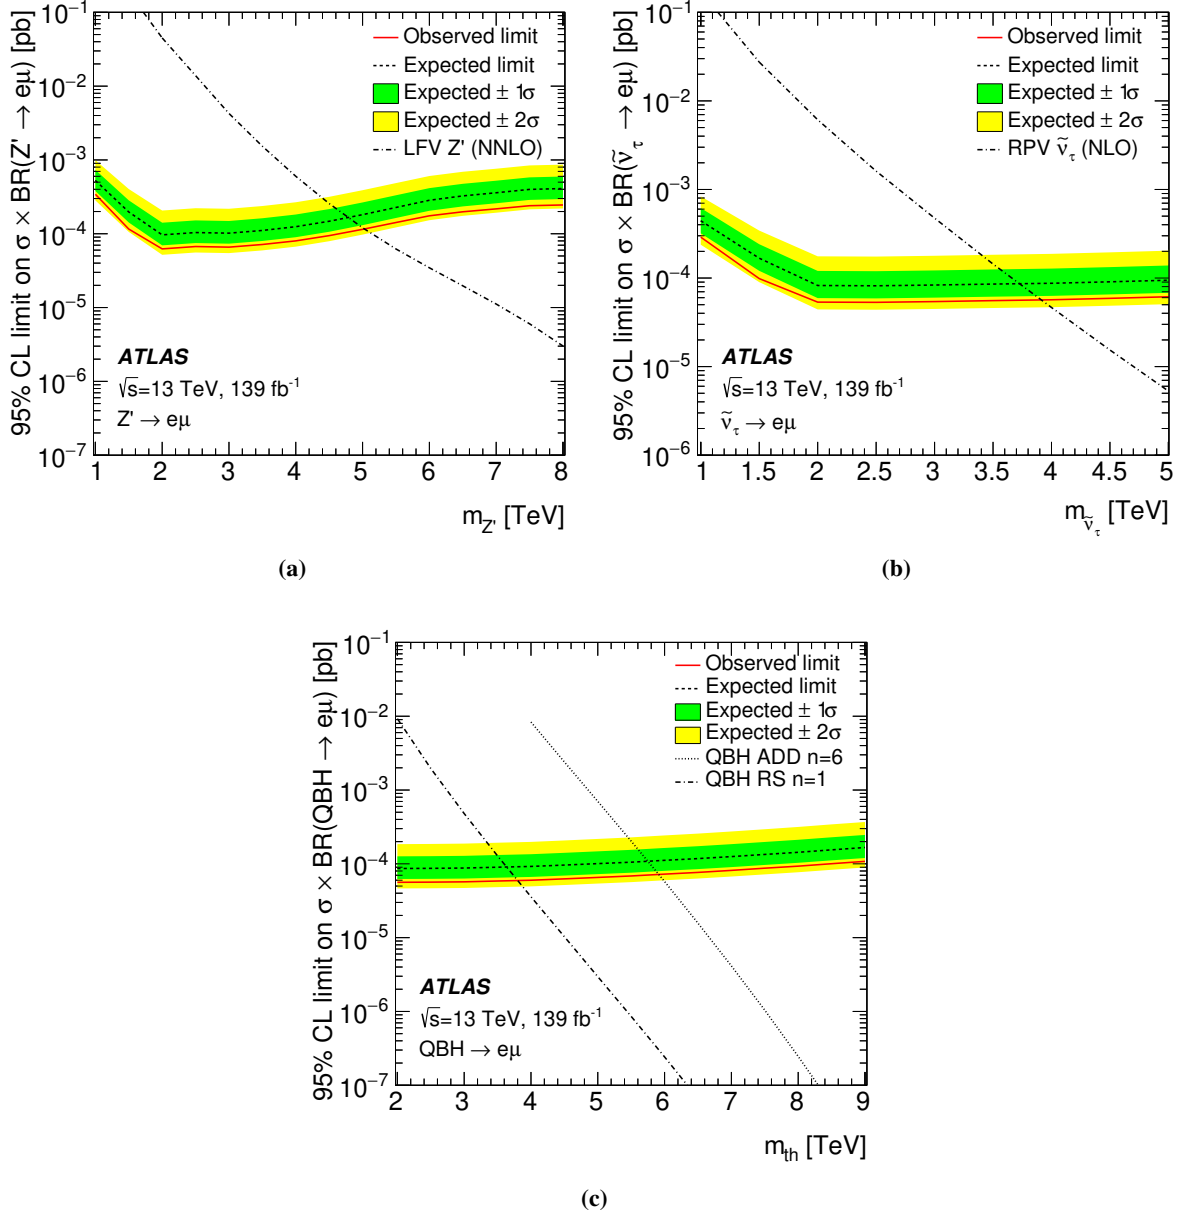 95% CL limit on σ × BR(Z' → eμ) [pb]
10⁻¹
10⁻²
10⁻³
10⁻⁴
10⁻⁵
10⁻⁶
10⁻⁷
Observed limit
Expected limit
Expected ± 1σ
Expected ± 2σ
LFV Z' (NNLO)
ATLAS
√s=13 TeV, 139 fb⁻¹
Z' → eμ
1 2 3 4 5 6 7 8
m_Z' [TeV]
(a)
95% CL limit on σ × BR(ν̃_τ → eμ) [pb]
10⁻¹
10⁻²
10⁻³
10⁻⁴
10⁻⁵
10⁻⁶
Observed limit
Expected limit
Expected ± 1σ
Expected ± 2σ
RPV ν̃_τ (NLO)
ATLAS
√s=13 TeV, 139 fb⁻¹
ν̃_τ → eμ
1 1.5 2 2.5 3 3.5 4 4.5 5
m_ν̃_τ [TeV]
(b)
95% CL limit on σ × BR(QBH → eμ) [pb]
10⁻¹
10⁻²
10⁻³
10⁻⁴
10⁻⁵
10⁻⁶
10⁻⁷
Observed limit
Expected limit
Expected ± 1σ
Expected ± 2σ
QBH ADD n=6
QBH RS n=1
ATLAS
√s=13 TeV, 139 fb⁻¹
QBH → eμ
2 3 4 5 6 7 8 9
m_th [TeV]
(c)